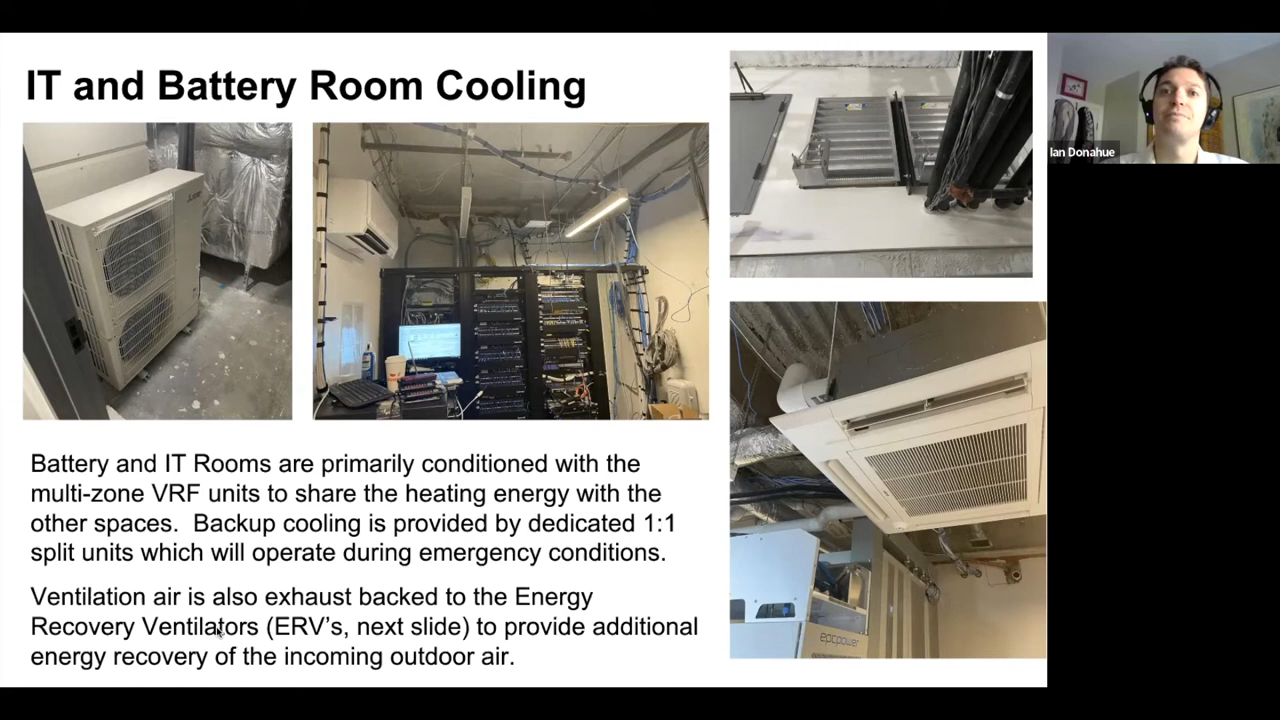 IT and Battery Room Cooling
Ian Donahue
epcpower
Battery and IT Rooms are primarily conditioned with the
multi-zone VRF units to share the heating energy with the
other spaces.  Backup cooling is provided by dedicated 1:1
split units which will operate during emergency conditions.
Ventilation air is also exhaust backed to the Energy
Recovery Ventilators (ERV's, next slide) to provide additional
energy recovery of the incoming outdoor air.